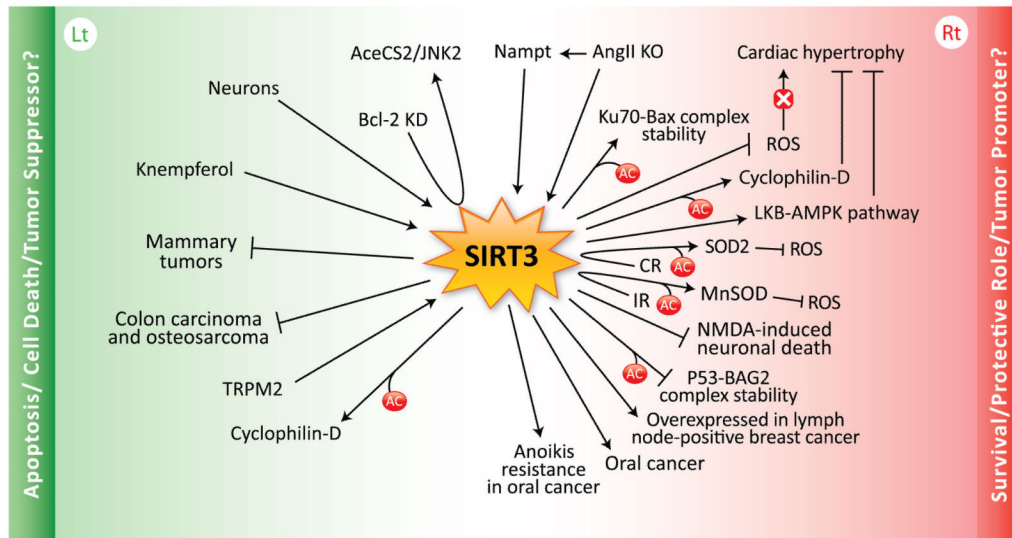 Apoptosis/ Cell Death/Tumor Suppressor?
Lt
Neurons
Knempferol
Mammary
tumors
Colon carcinoma
and osteosarcoma
TRPM2
Cyclophilin-D
AC
AceCS2/JNK2
Bcl-2 KD
Nampt
AngII KO
SIRT3
Ku70-Bax complex
stability
AC
Cardiac hypertrophy
ROS
Cyclophilin-D
AC
LKB-AMPK pathway
SOD2
ROS
CR
AC
MnSOD
ROS
IR
AC
NMDA-induced
neuronal death
P53-BAG2
complex stability
AC
Overexpressed in lymph
node-positive breast cancer
Oral cancer
Anoikis
resistance
in oral cancer
Rt
Survival/Protective Role/Tumor Promoter?